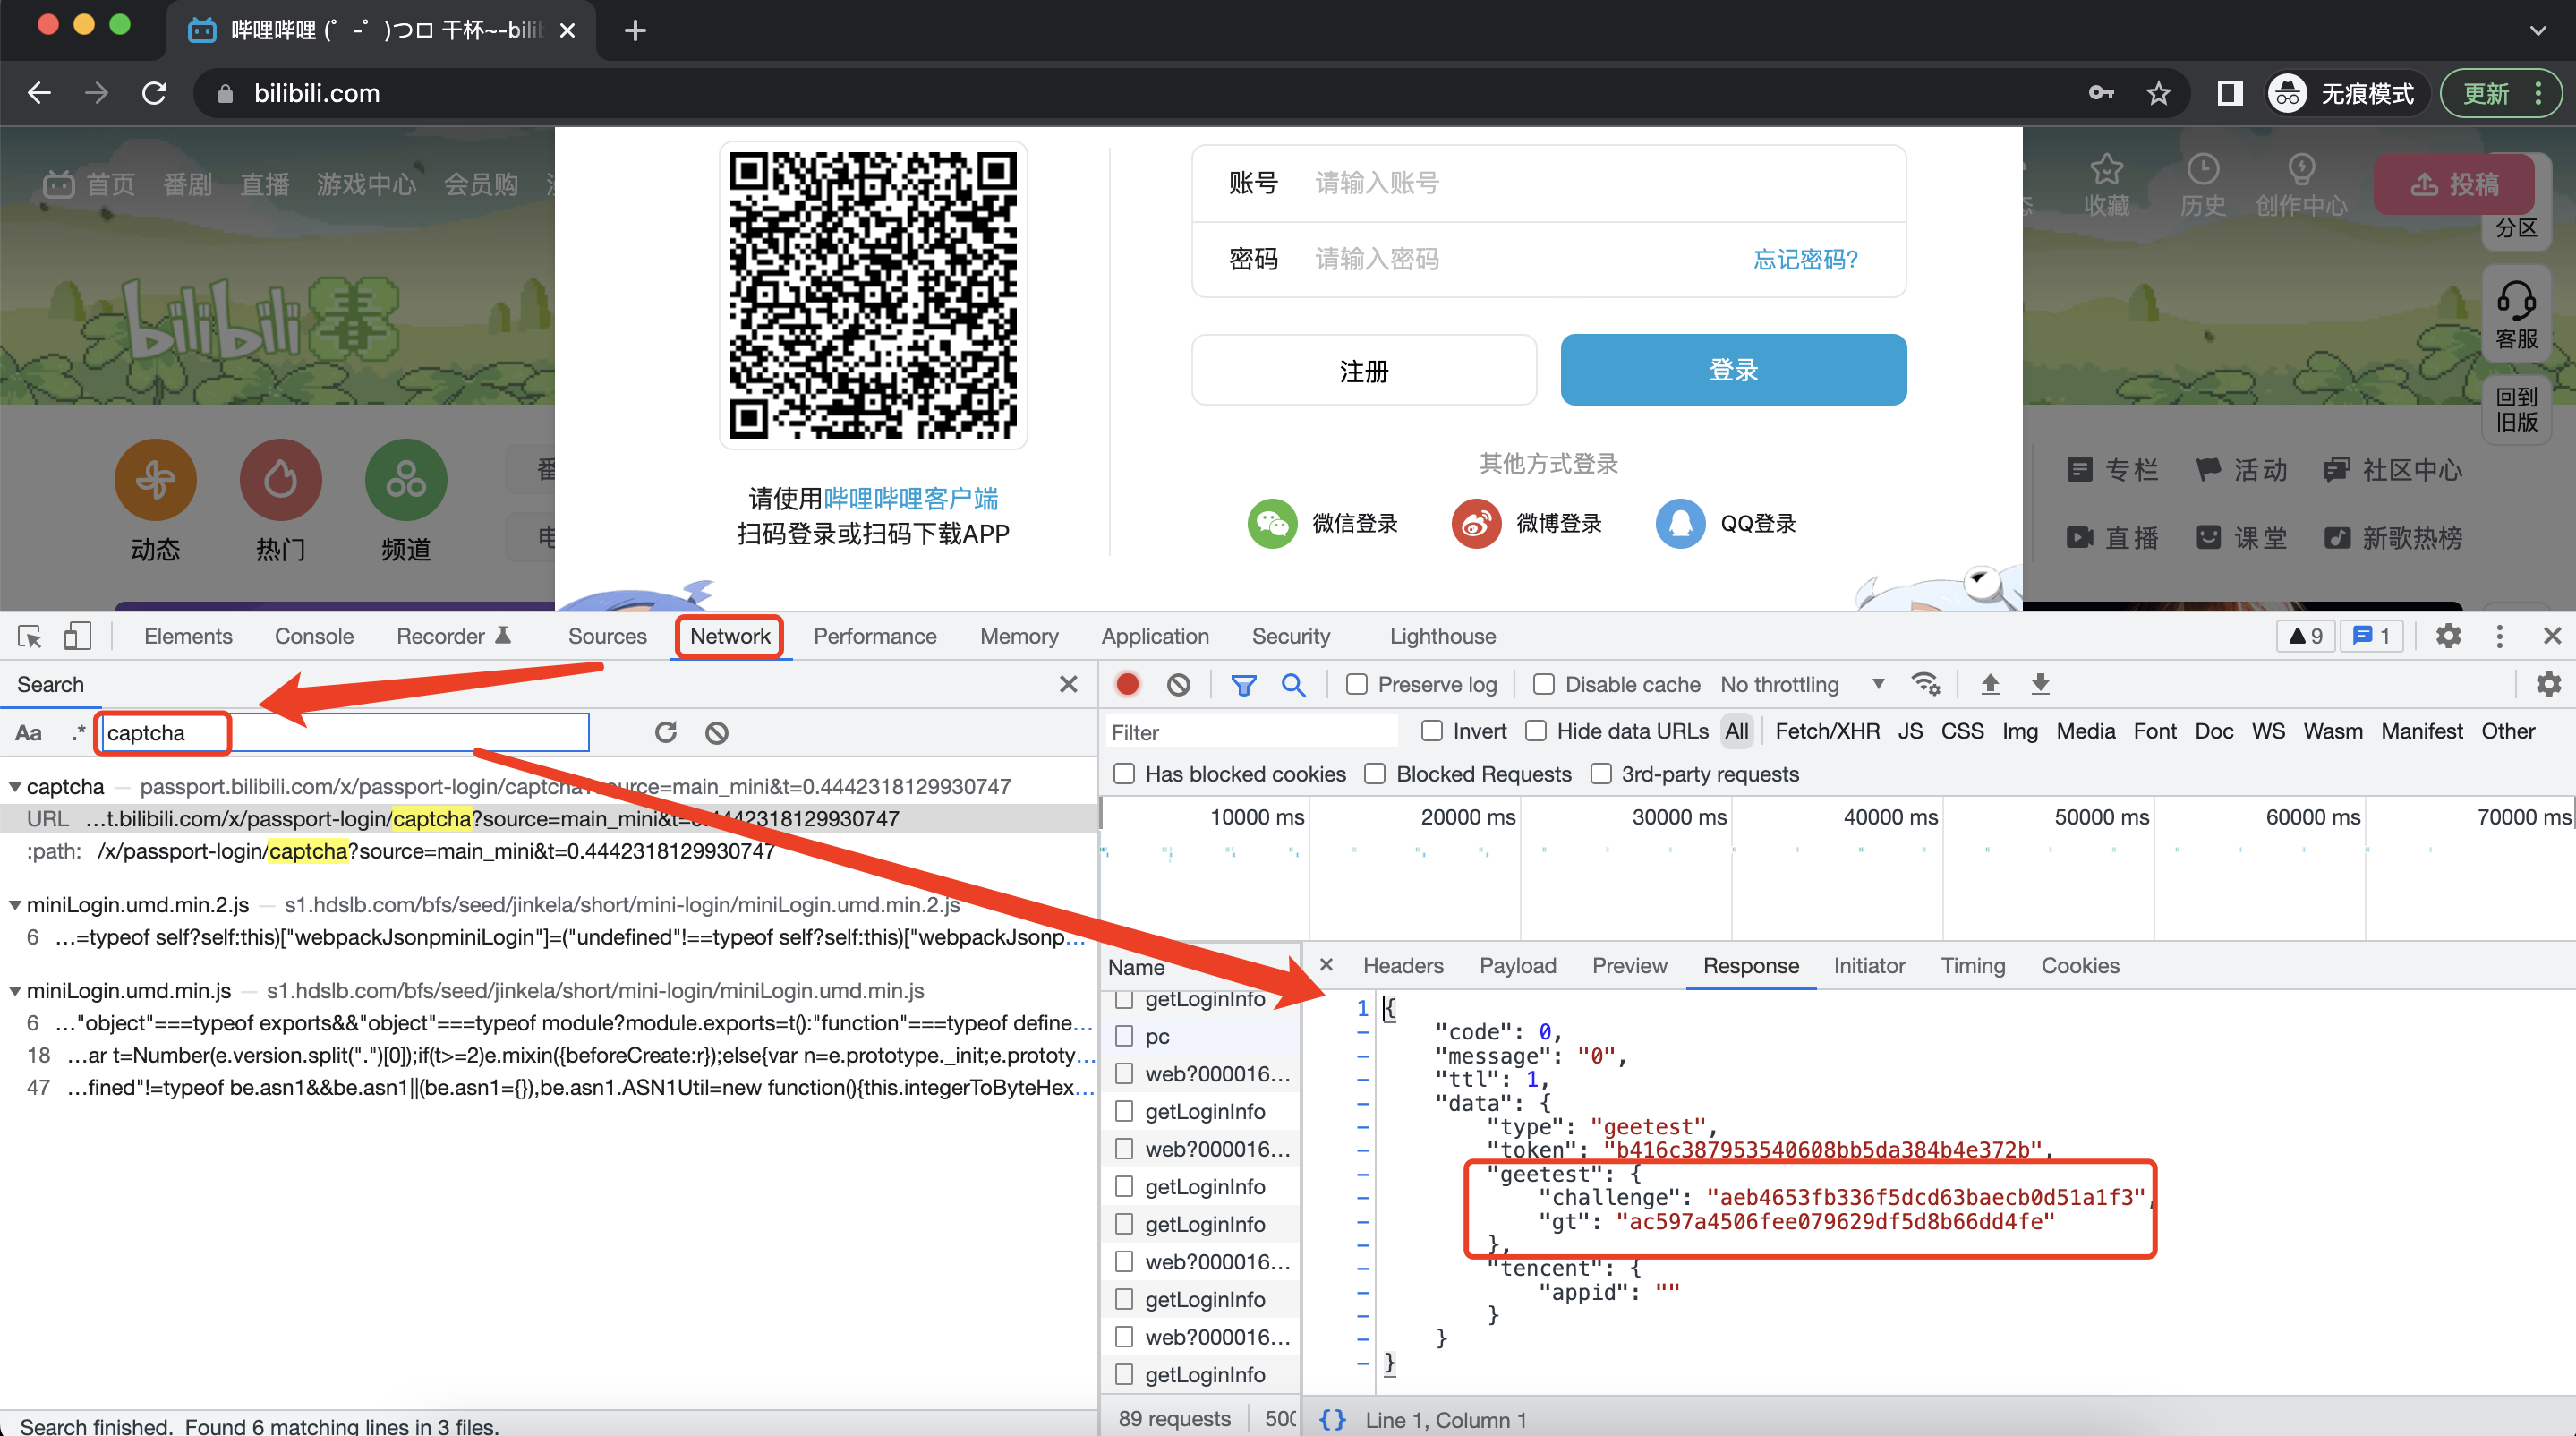 哔哩哔哩 (゜-゜)つロ 干杯~-bilib
bilibili.com
无痕模式
更新
首页 番剧 直播 游戏中心 会员购
收藏
历史
创作中心
投稿
分区
客服
回到
旧版
bilibili
动态
热门
频道
番
电
专栏
活动
社区中心
直播
课堂
新歌热榜
请使用哔哩哔哩客户端
扫码登录或扫码下载APP
账号 请输入账号
密码 请输入密码 忘记密码?
注册
登录
其他方式登录
微信登录
微博登录
QQ登录
Elements Console Recorder Sources Network Performance Memory Application Security Lighthouse
9
1
Search
Aa .* captcha
captcha — passport.bilibili.com/x/passport-login/captcha?source=main_mini&t=0.4442318129930747
URL …t.bilibili.com/x/passport-login/captcha?source=main_mini&t=0.4442318129930747
:path: /x/passport-login/captcha?source=main_mini&t=0.4442318129930747
miniLogin.umd.min.2.js — s1.hdslb.com/bfs/seed/jinkela/short/mini-login/miniLogin.umd.min.2.js
6 …=typeof self?self:this)["webpackJsonpminiLogin"]=("undefined"!==typeof self?self:this)["webpackJsonp…
miniLogin.umd.min.js — s1.hdslb.com/bfs/seed/jinkela/short/mini-login/miniLogin.umd.min.js
6 …"object"===typeof exports&&"object"===typeof module?module.exports=t():"function"===typeof define…
18 …ar t=Number(e.version.split(".")[0]);if(t>=2)e.mixin({beforeCreate:r});else{var n=e.prototype._init;e.prototy…
47 …fined"!=typeof be.asn1&&be.asn1||(be.asn1={}),be.asn1.ASN1Util=new function(){this.integerToByteHex…
Search finished. Found 6 matching lines in 3 files.
Preserve log Disable cache No throttling
Filter Invert Hide data URLs All Fetch/XHR JS CSS Img Media Font Doc WS Wasm Manifest Other
Has blocked cookies Blocked Requests 3rd-party requests
10000 ms 20000 ms 30000 ms 40000 ms 50000 ms 60000 ms 70000 ms
Name
getLoginInfo
pc
web?000016...
getLoginInfo
web?000016...
getLoginInfo
getLoginInfo
web?000016...
getLoginInfo
web?000016...
getLoginInfo
89 requests 500
Headers Payload Preview Response Initiator Timing Cookies
1 {
"code": 0,
"message": "0",
"ttl": 1,
"data": {
"type": "geetest",
"token": "b416c387953540608bb5da384b4e372b",
"geetest": {
"challenge": "aeb4653fb336f5dcd63baecb0d51a1f3",
"gt": "ac597a4506fee079629df5d8b66dd4fe"
},
"tencent": {
"appid": ""
}
}
}
{} Line 1, Column 1